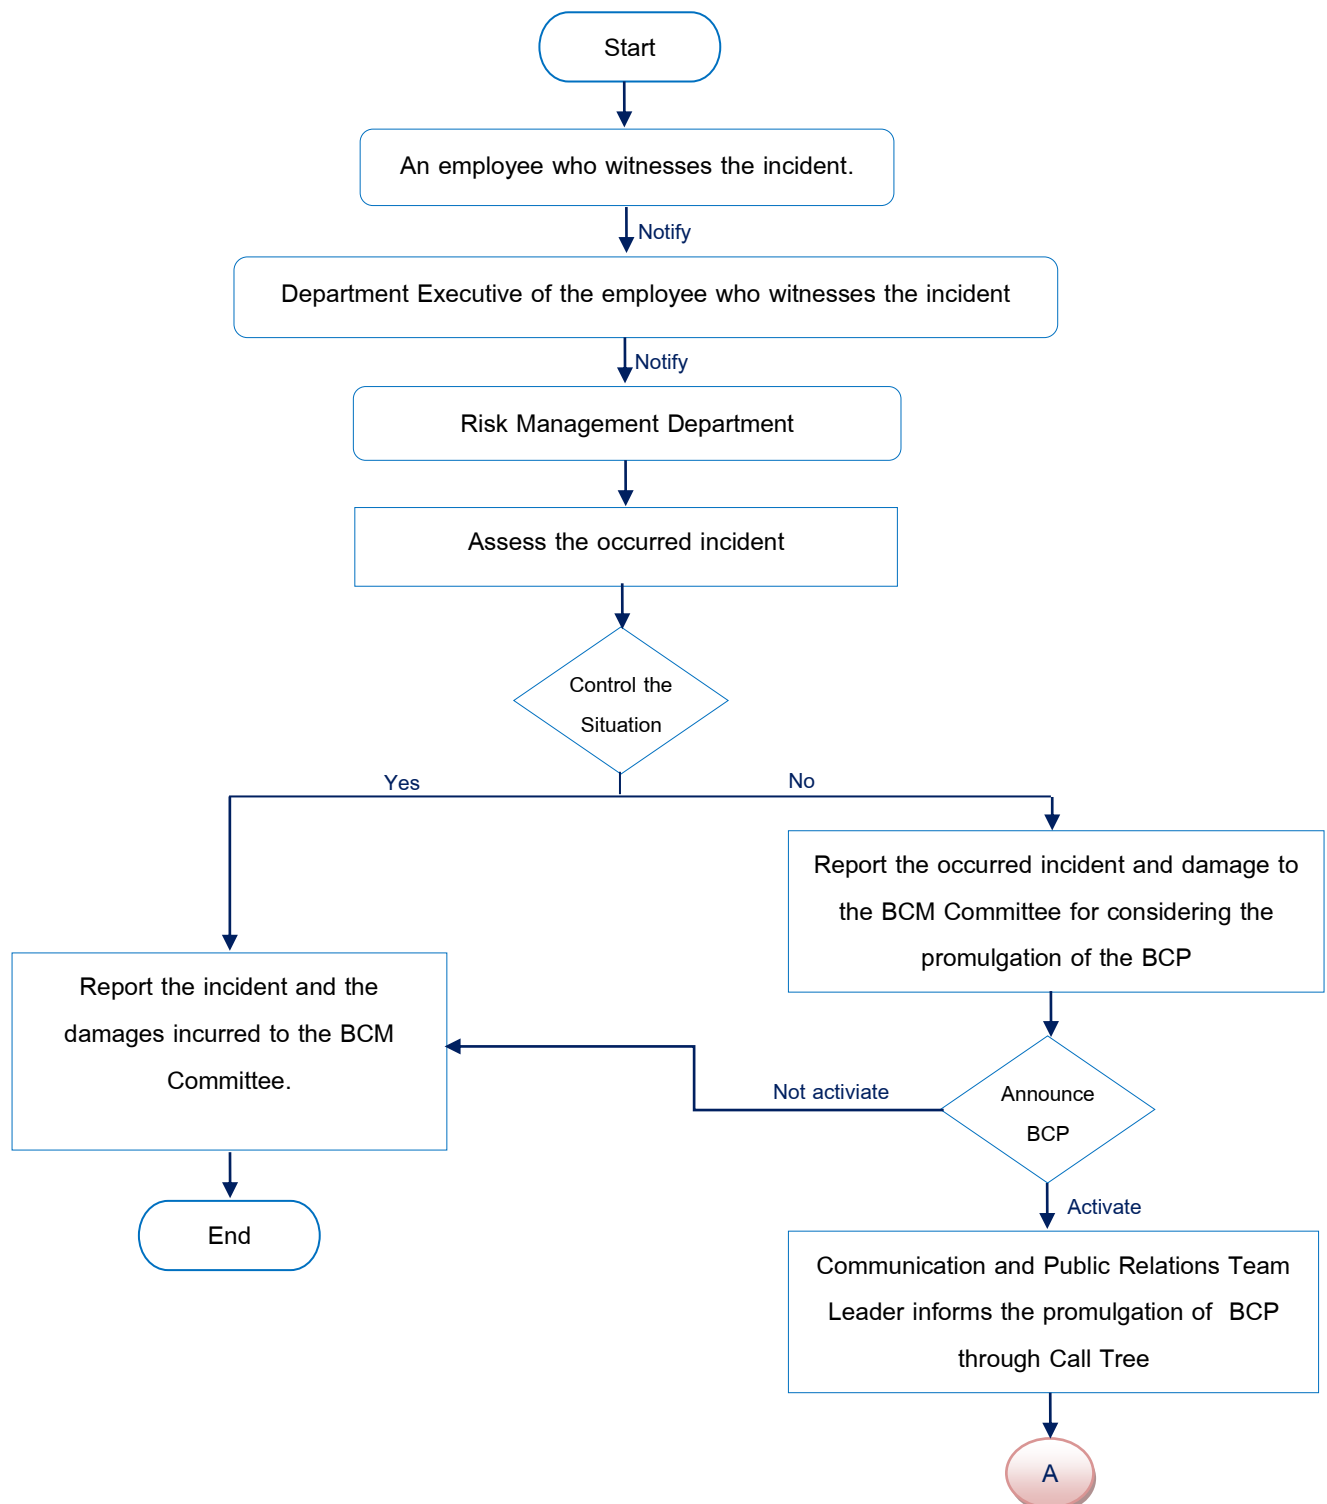 Start
An employee who witnesses the incident.
Notify
Department Executive of the employee who witnesses the incident
Notify
Risk Management Department
Assess the occurred incident
Control the
Situation
Yes
No
Report the occurred incident and damage to
the BCM Committee for considering the
promulgation of the BCP
Report the incident and the
damages incurred to the BCM
Committee.
Not activiate
Announce
BCP
Activate
End
Communication and Public Relations Team
Leader informs the promulgation of BCP
through Call Tree
A